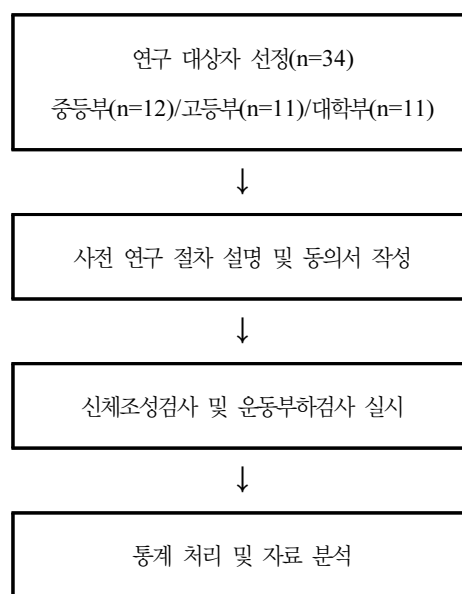 연구 대상자 선정(n=34)
중등부(n=12)/고등부(n=11)/대학부(n=11)
↓
사전 연구 절차 설명 및 동의서 작성
↓
신체조성검사 및 운동부하검사 실시
↓
통계 처리 및 자료 분석